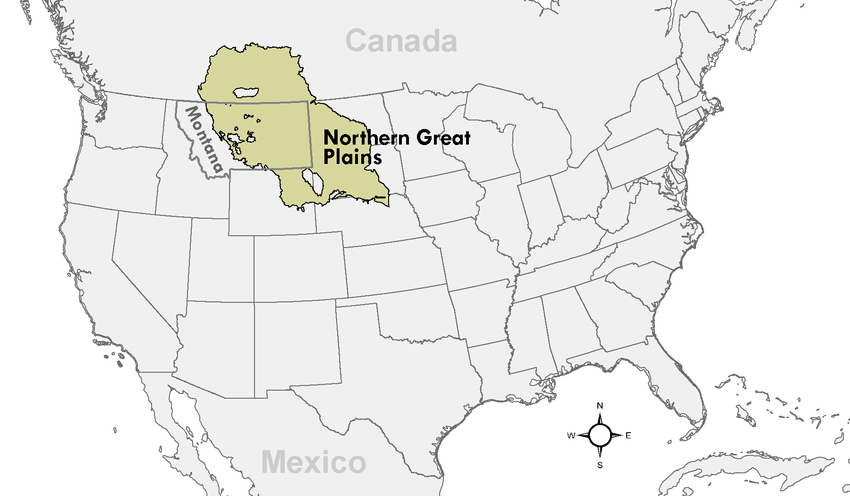 Canada
Montana
Northern Great
Plains
N
W E
S
Mexico